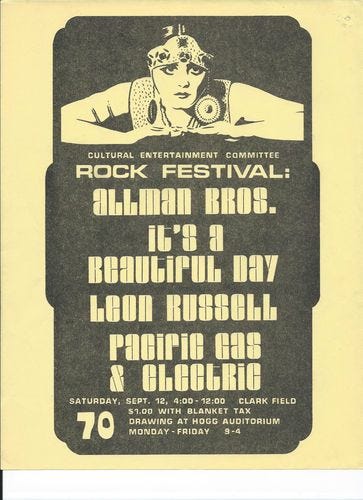 CULTURAL ENTERTAINMENT COMMITTEE
ROCK FESTIVAL:
ALLMAN BROS.
IT'S A
BEAUTIFUL DAY
LEON RUSSELL
PACIFIC GAS
& ELECTRIC
SATURDAY, SEPT. 12, 4:00-12:00 CLARK FIELD
$1.00 WITH BLANKET TAX
70 DRAWING AT HOGG AUDITORIUM
MONDAY-FRIDAY 9-4